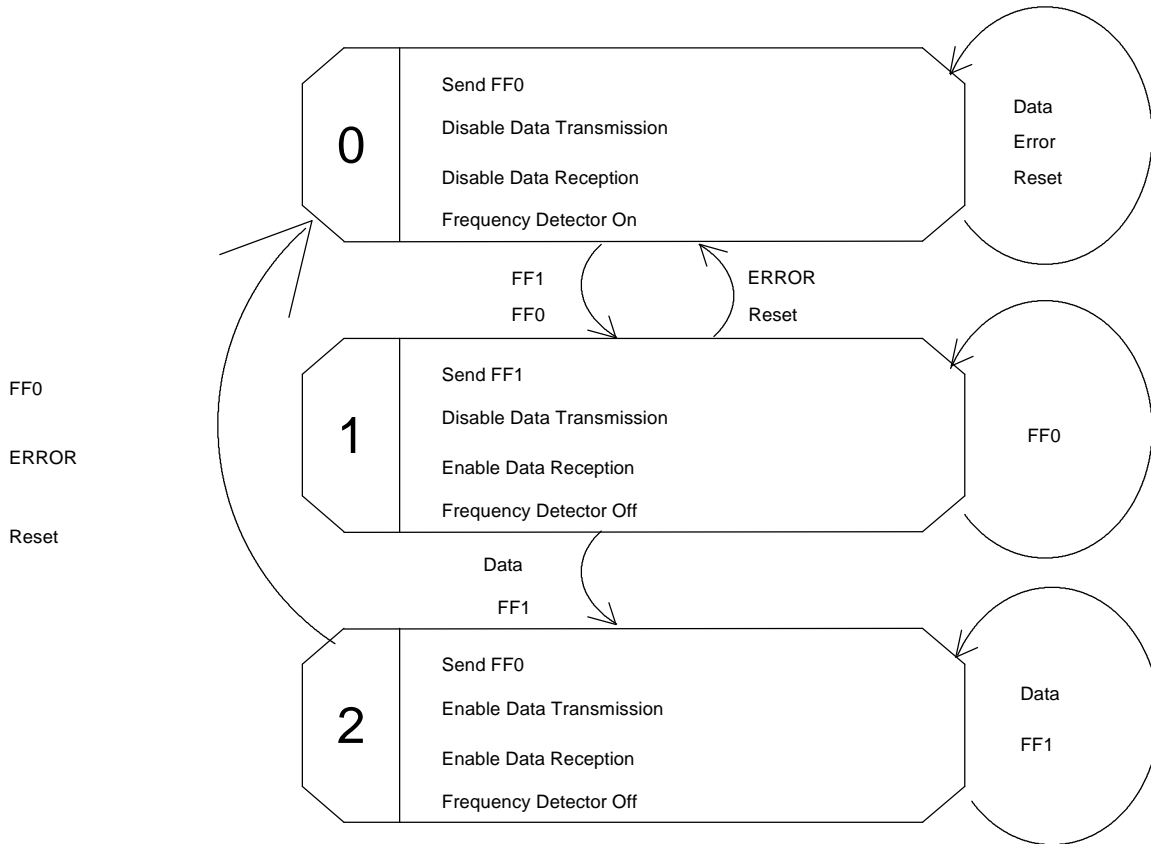 0
Send FF0
Disable Data Transmission
Disable Data Reception
Frequency Detector On
Data
Error
Reset
FF1
FF0
ERROR
Reset
1
Send FF1
Disable Data Transmission
Enable Data Reception
Frequency Detector Off
FF0
FF0
ERROR
Reset
Data
FF1
2
Send FF0
Enable Data Transmission
Enable Data Reception
Frequency Detector Off
Data
FF1